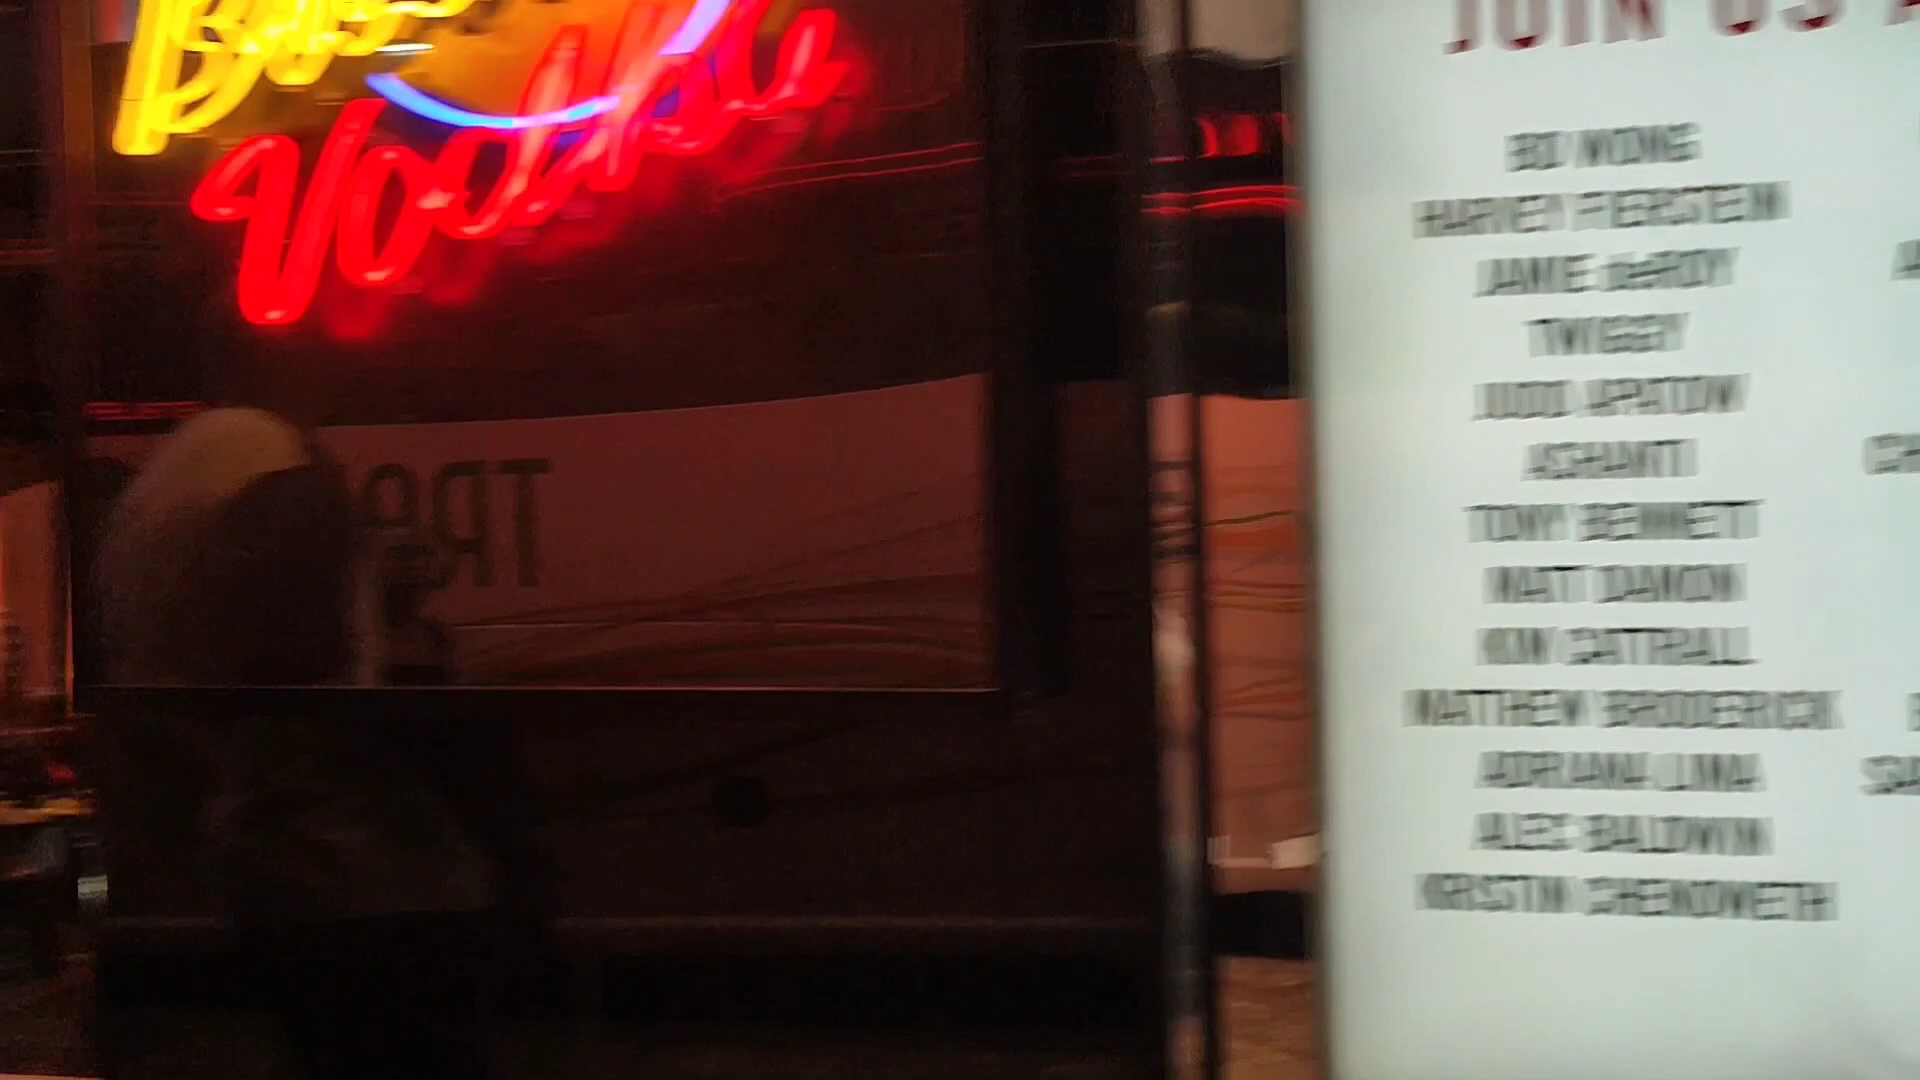 Vodka
TRa
JOIN US A
BD WONG
HARVEY FIERSTEIN
JAMIE deROY
TWIGGY
JUDD APATOW
ASHANTI
TONY BENNETT
MATT DAMON
KIM CATTRALL
MATTHEW BRODERICK
ADRIANA LIMA
ALEC BALDWIN
KRISTIN CHENOWETH